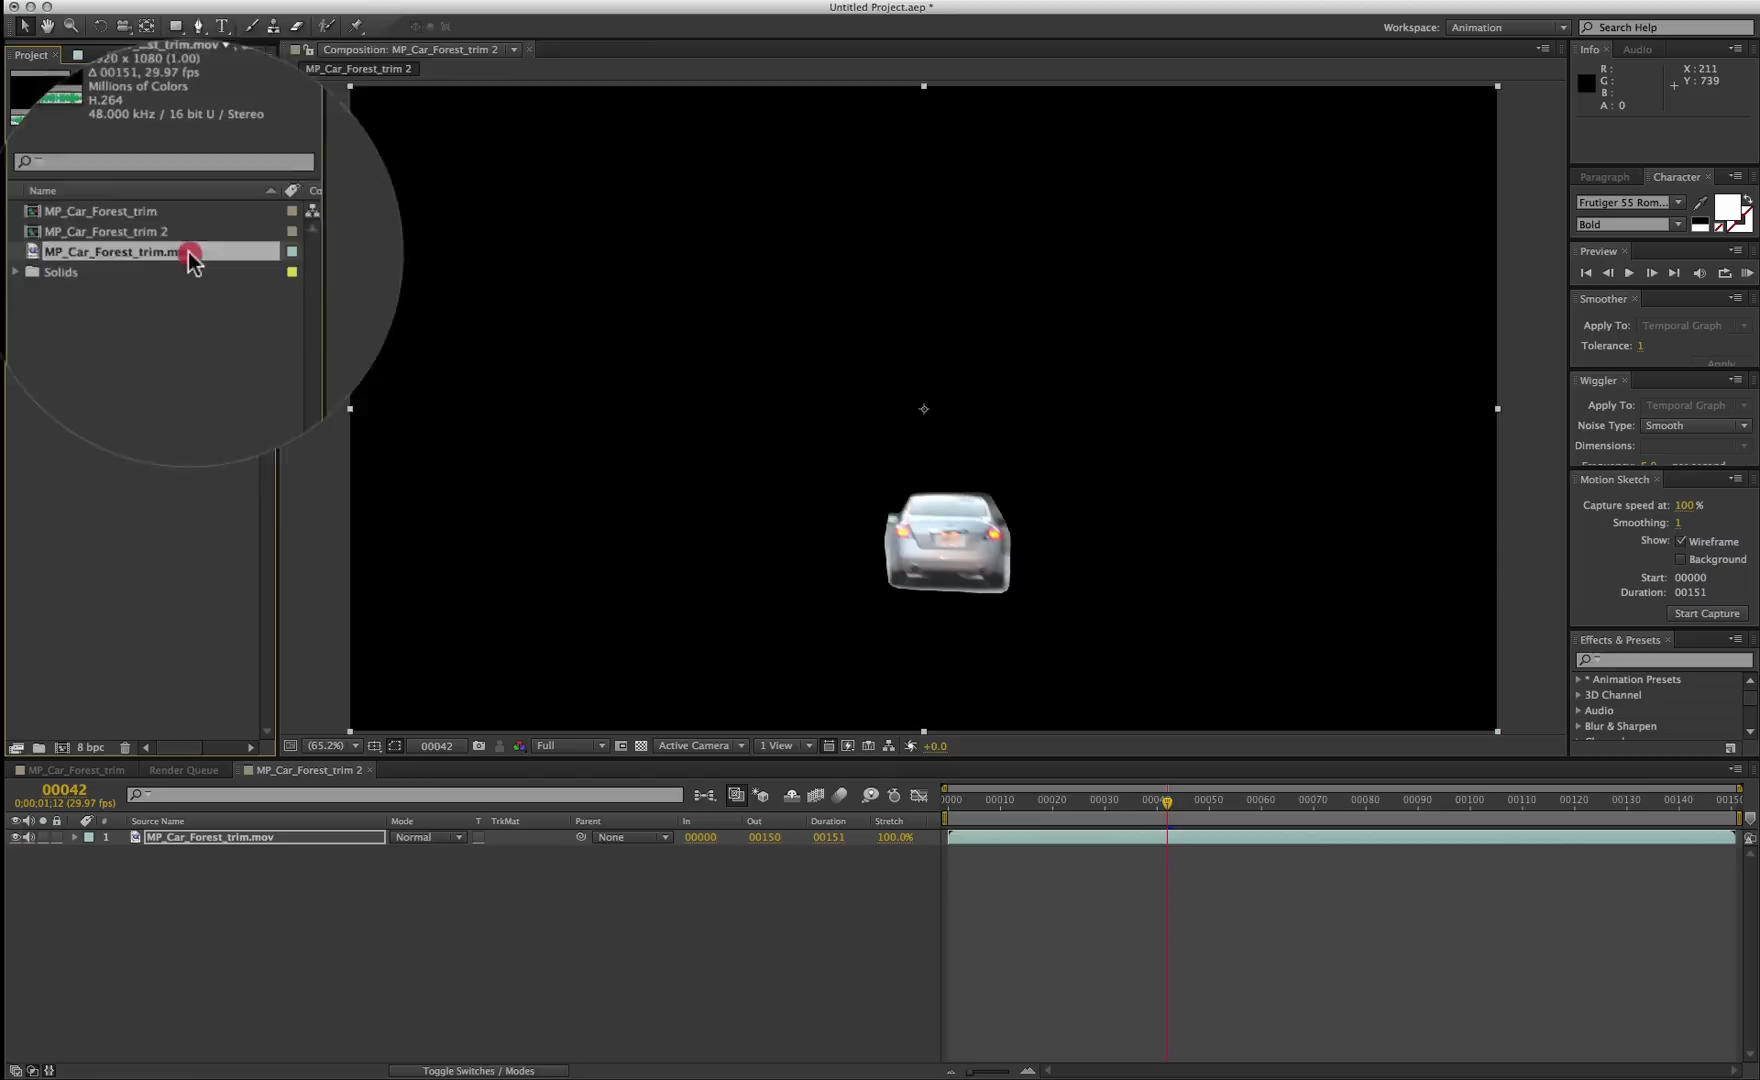 Untitled Project.aep *
Workspace: Animation
Search Help
Project
st_trim.mov
920 x 1080 (1.00)
Δ 00151, 29.97 fps
Millions of Colors
H.264
48.000 kHz / 16 bit U / Stereo
Name
Co
MP_Car_Forest_trim
MP_Car_Forest_trim 2
MP_Car_Forest_trim.m
Solids
8 bpc
Composition: MP_Car_Forest_trim 2
MP_Car_Forest_trim 2
(65.2%)
00042
Full
Active Camera
1 View
+0.0
Info
Audio
R :
G :
B :
A : 0
X : 211
Y : 739
Paragraph
Character
Frutiger 55 Rom...
Bold
Preview
Smoother
Apply To: Temporal Graph
Tolerance: 1
Apply
Wiggler
Apply To: Temporal Graph
Noise Type: Smooth
Dimensions:
Motion Sketch
Capture speed at: 100 %
Smoothing: 1
Show: Wireframe
Background
Start: 00000
Duration: 00151
Start Capture
Effects & Presets
* Animation Presets
3D Channel
Audio
Blur & Sharpen
MP_Car_Forest_trim
Render Queue
MP_Car_Forest_trim 2
00042
0;00;01;12 (29.97 fps)
# Source Name Mode T TrkMat Parent In Out Duration Stretch
1 MP_Car_Forest_trim.mov Normal None 00000 00150 00151 100.0%
0000 00010 00020 00030 0004 00050 00060 00070 00080 00090 00100 00110 00120 00130 00140 0015
Toggle Switches / Modes